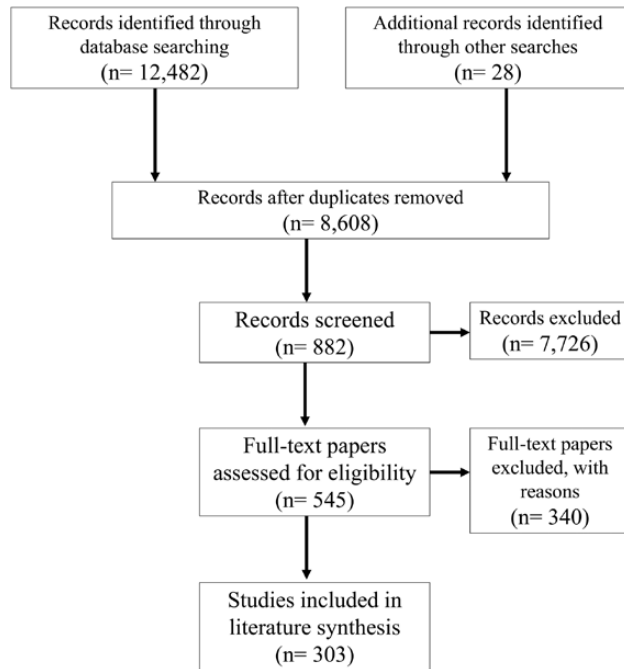 Records identified through
database searching
(n= 12,482)
Additional records identified
through other searches
(n= 28)
Records after duplicates removed
(n= 8,608)
Records screened
(n= 882)
Records excluded
(n= 7,726)
Full-text papers
assessed for eligibility
(n= 545)
Full-text papers
excluded, with
reasons
(n= 340)
Studies included in
literature synthesis
(n= 303)